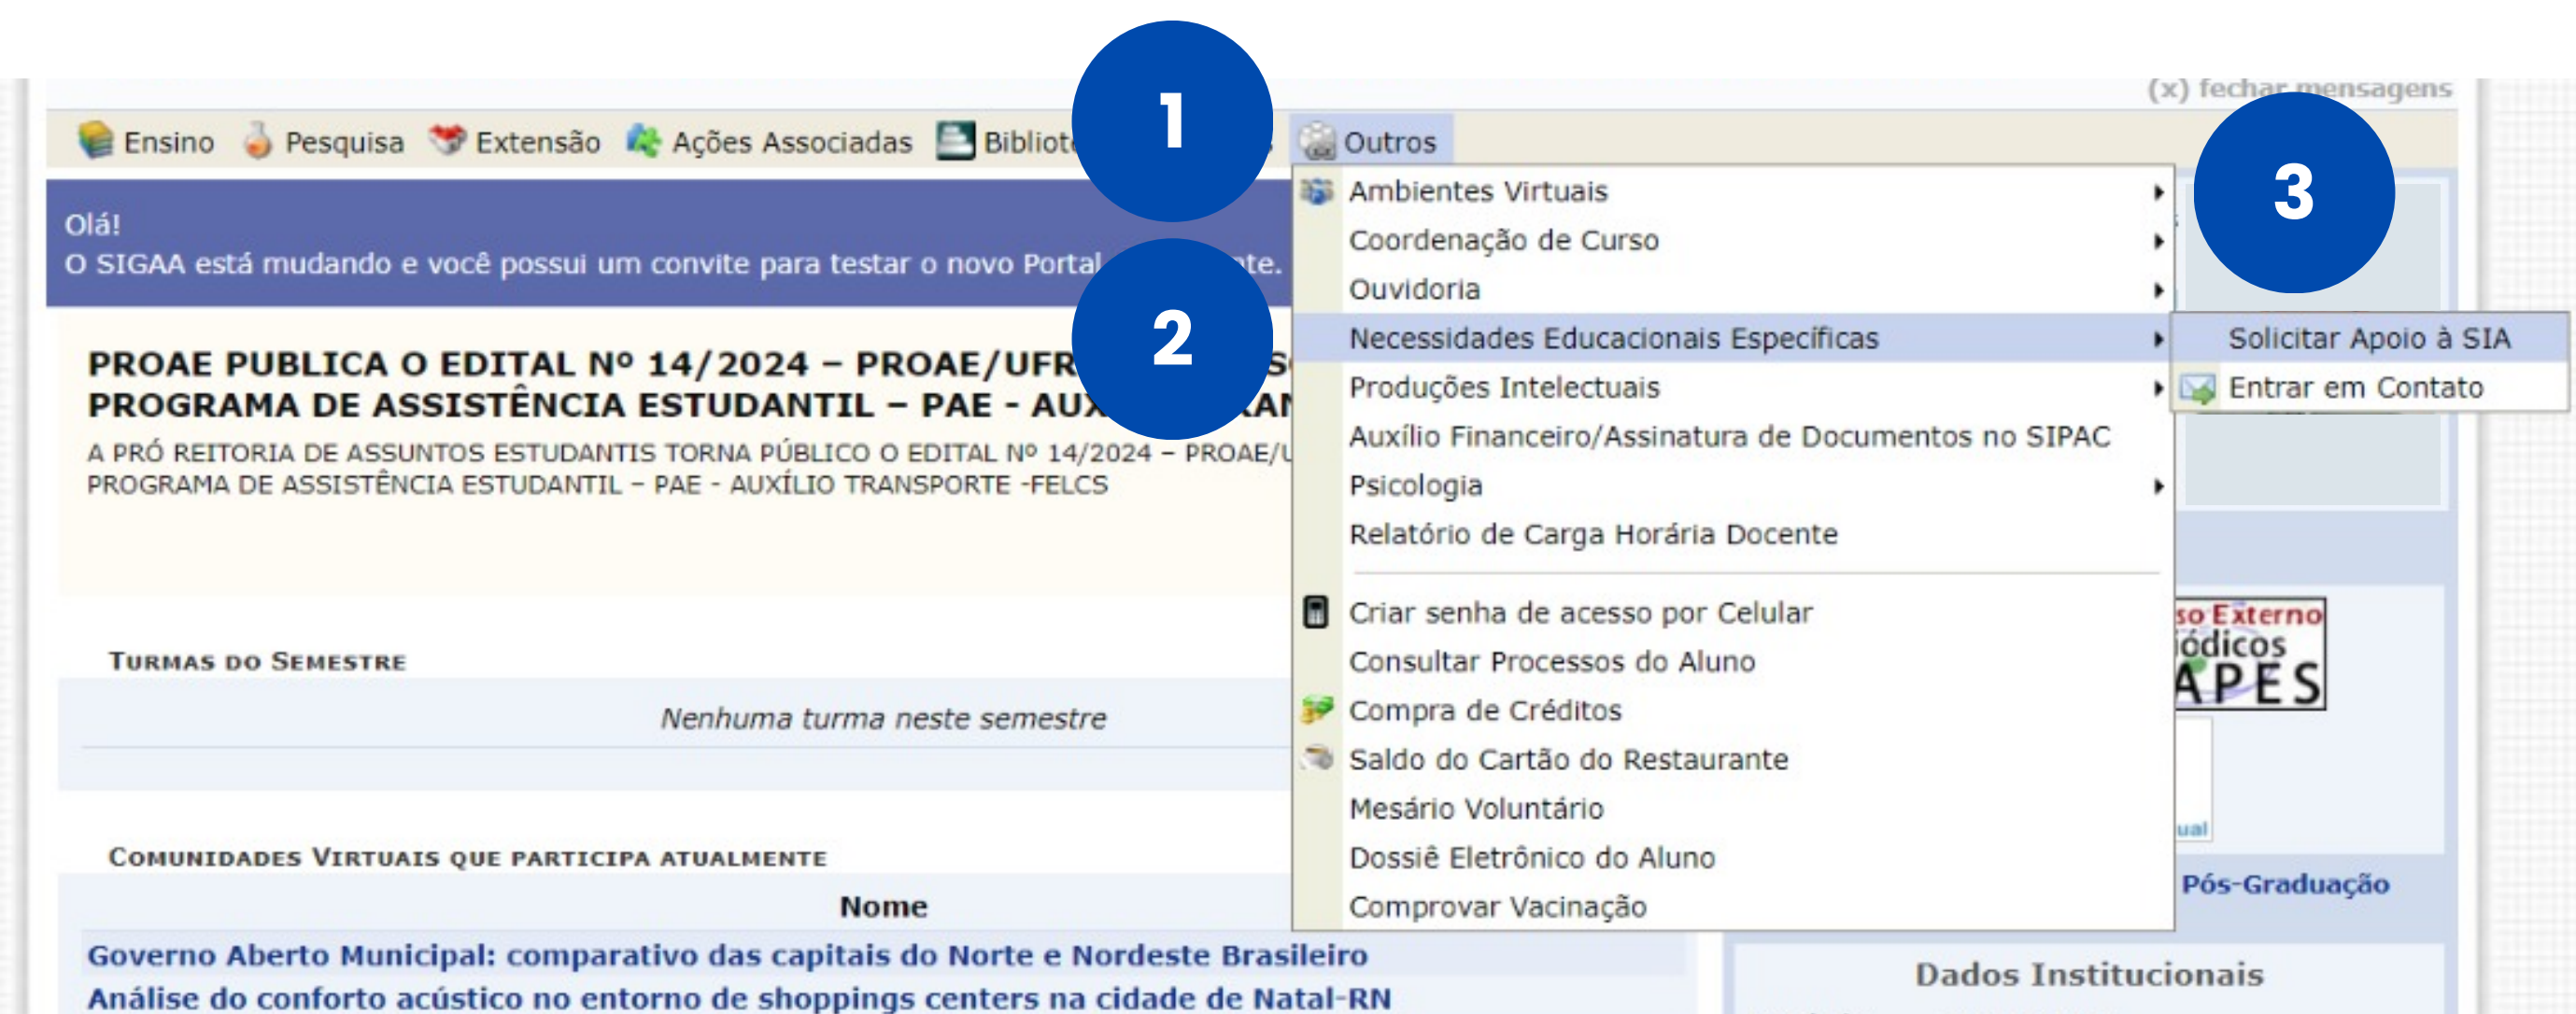 1
(x) fechar mensagens
3
Ensino Pesquisa Extensão Ações Associadas Outros
2
Olá!
O SIGAA está mudando e você possui um convite para testar o novo Portal
PROAE PUBLICA O EDITAL Nº 14/2024 – PROAE/UFR
PROGRAMA DE ASSISTÊNCIA ESTUDANTIL – PAE - AUX
A PRÓ REITORIA DE ASSUNTOS ESTUDANTIS TORNA PÚBLICO O EDITAL Nº 14/2024 – PROAE/U
PROGRAMA DE ASSISTÊNCIA ESTUDANTIL – PAE - AUXÍLIO TRANSPORTE -FELCS
TURMAS DO SEMESTRE
Nenhuma turma neste semestre
COMUNIDADES VIRTUAIS QUE PARTICIPA ATUALMENTE
Nome
Governo Aberto Municipal: comparativo das capitais do Norte e Nordeste Brasileiro
Análise do conforto acústico no entorno de shoppings centers na cidade de Natal-RN
Ambientes Virtuais
Coordenação de Curso
Ouvidoria
Necessidades Educacionais Específicas
Produções Intelectuais
Auxílio Financeiro/Assinatura de Documentos no SIPAC
Psicologia
Relatório de Carga Horária Docente
Criar senha de acesso por Celular
Consultar Processos do Aluno
Compra de Créditos
Saldo do Cartão do Restaurante
Mesário Voluntário
Dossiê Eletrônico do Aluno
Comprovar Vacinação
Solicitar Apoio à SIA
Entrar em Contato
so Externo
ódicos
APES
ual
Pós-Graduação
Dados Institucionais